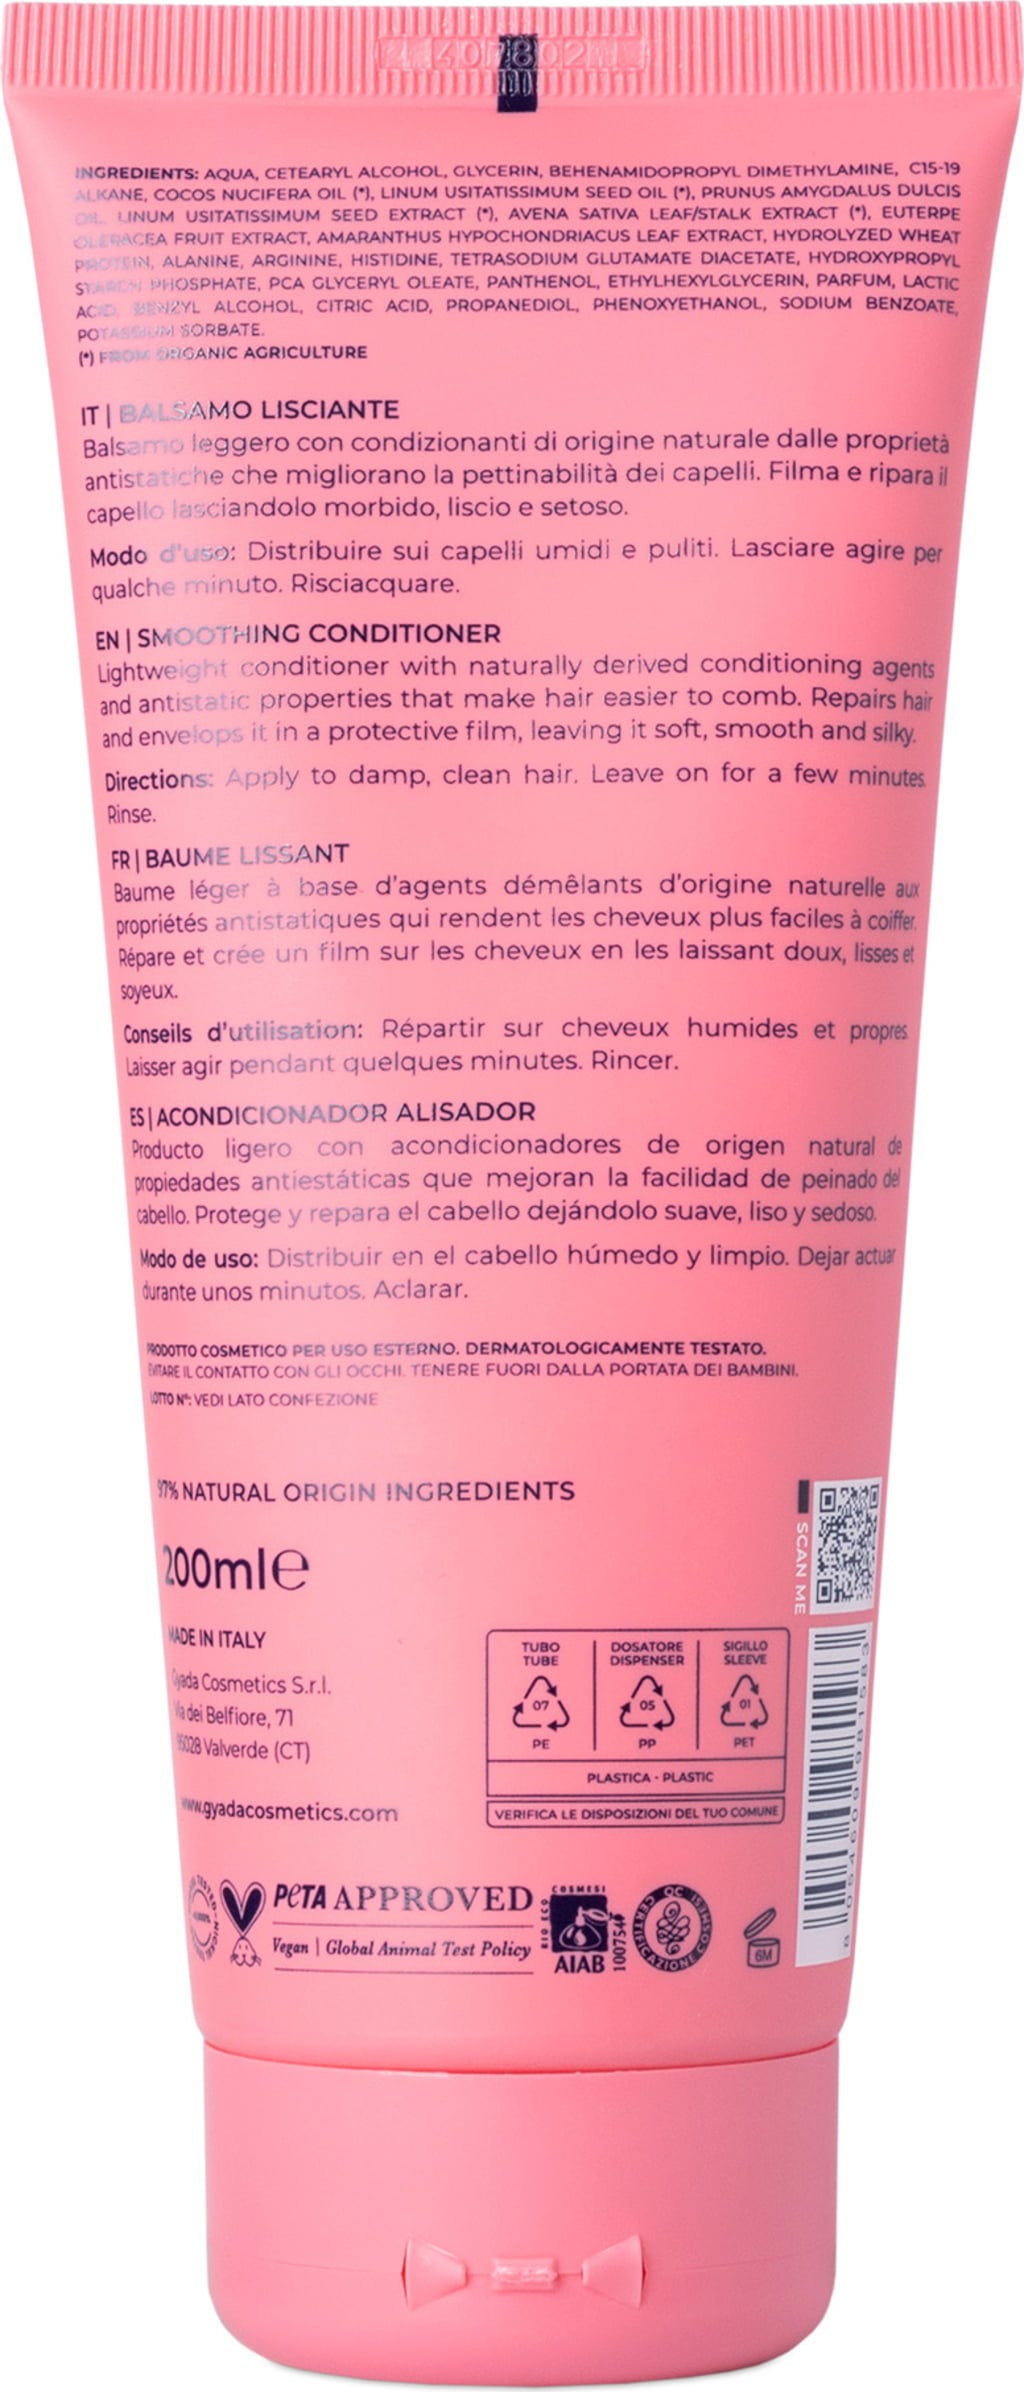 INGREDIENTS: AQUA, CETEARYL ALCOHOL, GLYCERIN, BEHENAMIDOPROPYL DIMETHYLAMINE, C15-19
ALKANE, COCOS NUCIFERA OIL (*), LINUM USITATISSIMUM SEED OIL (*), PRUNUS AMYGDALUS DULCIS
OIL, LINUM USITATISSIMUM SEED EXTRACT (*), AVENA SATIVA LEAF/STALK EXTRACT (*), EUTERPE
OLERACEA FRUIT EXTRACT, AMARANTHUS HYPOCHONDRIACUS LEAF EXTRACT, HYDROLYZED WHEAT
PROTEIN, ALANINE, ARGININE, HISTIDINE, TETRASODIUM GLUTAMATE DIACETATE, HYDROXYPROPYL
STARCH PHOSPHATE, PCA GLYCERYL OLEATE, PANTHENOL, ETHYLHEXYLGLYCERIN, PARFUM, LACTIC
ACID, BENZYL ALCOHOL, CITRIC ACID, PROPANEDIOL, PHENOXYETHANOL, SODIUM BENZOATE,
POTASSIUM SORBATE.
(*) FROM ORGANIC AGRICULTURE
IT | BALSAMO LISCIANTE
Balsamo leggero con condizionanti di origine naturale dalle proprietà
antistatiche che migliorano la pettinabilità dei capelli. Filma e ripara il
capello lasciandolo morbido, liscio e setoso.
Modo d'uso: Distribuire sui capelli umidi e puliti. Lasciare agire per
qualche minuto. Risciacquare.
EN | SMOOTHING CONDITIONER
Lightweight conditioner with naturally derived conditioning agents
and antistatic properties that make hair easier to comb. Repairs hair
and envelops it in a protective film, leaving it soft, smooth and silky.
Directions: Apply to damp, clean hair. Leave on for a few minutes.
Rinse.
FR | BAUME LISSANT
Baume léger à base d'agents démêlants d'origine naturelle aux
propriétés antistatiques qui rendent les cheveux plus faciles à coiffer.
Répare et crée un film sur les cheveux en les laissant doux, lisses et
soyeux.
Conseils d'utilisation: Répartir sur cheveux humides et propres.
Laisser agir pendant quelques minutes. Rincer.
ES | ACONDICIONADOR ALISADOR
Producto ligero con acondicionadores de origen natural de
propiedades antiestáticas que mejoran la facilidad de peinado del
cabello. Protege y repara el cabello dejándolo suave, liso y sedoso.
Modo de uso: Distribuir en el cabello húmedo y limpio. Dejar actuar
durante unos minutos. Aclarar.
PRODOTTO COSMETICO PER USO ESTERNO. DERMATOLOGICAMENTE TESTATO.
EVITARE IL CONTATTO CON GLI OCCHI. TENERE FUORI DALLA PORTATA DEI BAMBINI.
LOTTO N°: VEDI LATO CONFEZIONE
97% NATURAL ORIGIN INGREDIENTS
SCAN ME
200ml℮
MADE IN ITALY
Gyada Cosmetics S.r.l.
Via dei Belfiore, 71
95028 Valverde (CT)
www.gyadacosmetics.com
TUBO DOSATORE SIGILLO
TUBE DISPENSER SLEEVE
07 05 01
PE PP PET
PLASTICA - PLASTIC
VERIFICA LE DISPOSIZIONI DEL TUO COMUNE
8 054609 981583
PETA APPROVED
Vegan | Global Animal Test Policy
COSMESI
BIO ECO
AIAB
100754
QC
CERTIFICAZIONE COSMESI
6M